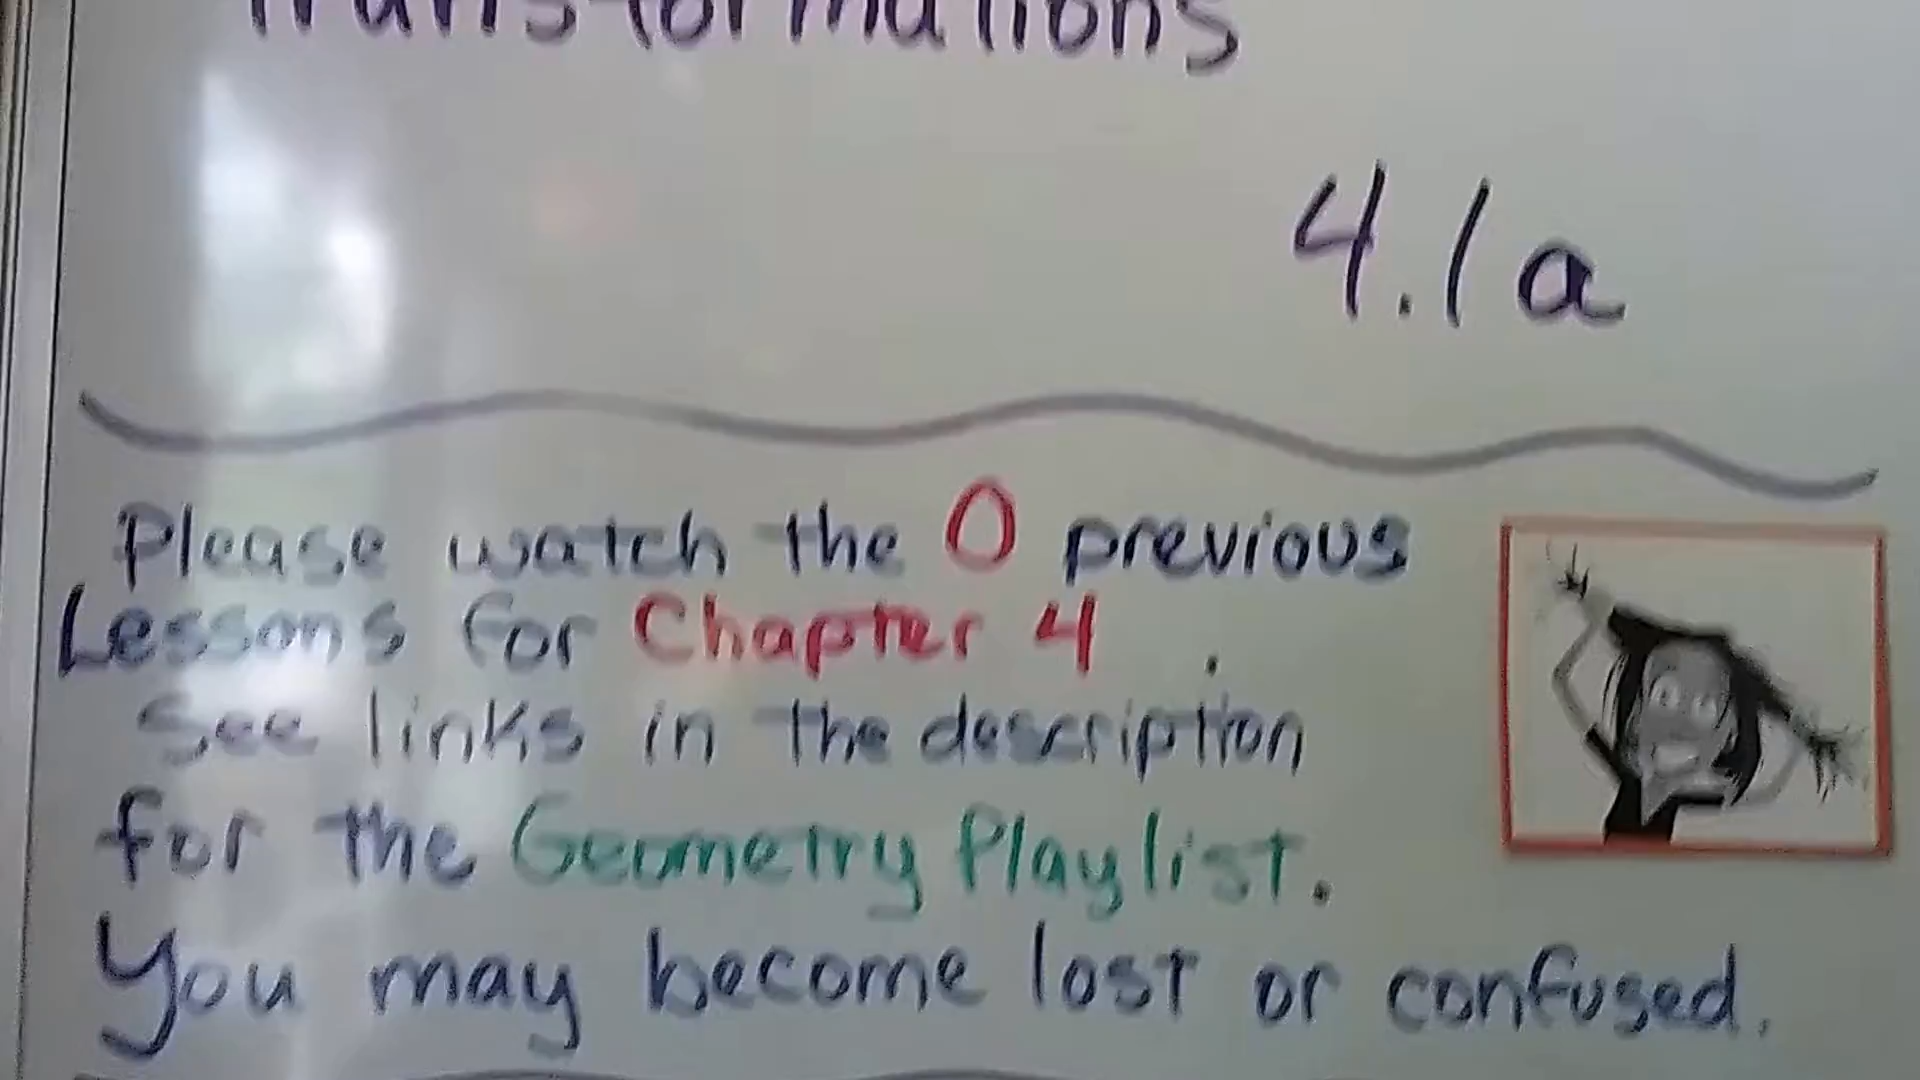 Transformations
4.1a
Please watch the 0 previous
Lessons for Chapter 4 .
See links in the description
for the Geometry Playlist.
You may become lost or confused.